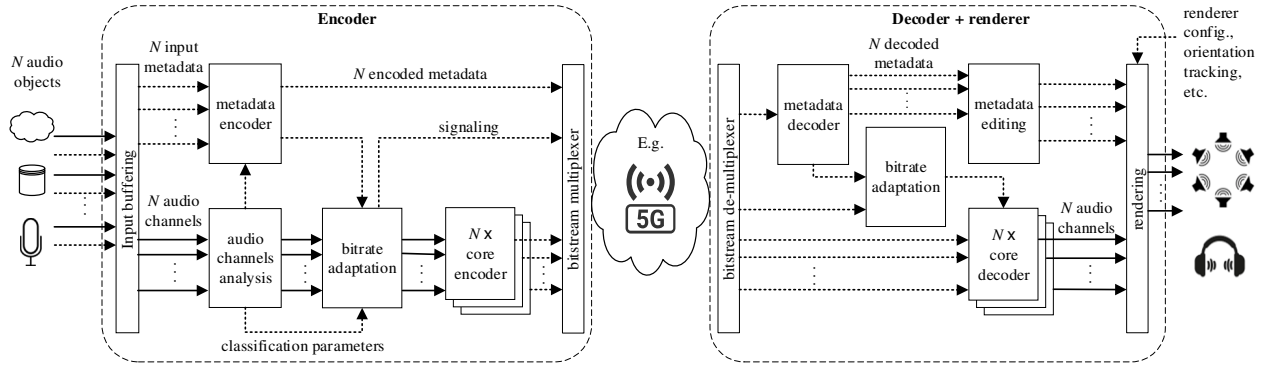 Encoder
N audio
objects
N input
metadata
Input buffering
metadata
encoder
N encoded metadata
signaling
N audio
channels
audio
channels
analysis
bitrate
adaptation
N x
core
encoder
classification parameters
bitstream multiplexer
E.g.
5G
Decoder + renderer
bitstream de-multiplexer
metadata
decoder
N decoded
metadata
metadata
editing
bitrate
adaptation
N x
core
decoder
N audio
channels
rendering
renderer
config.,
orientation
tracking,
etc.